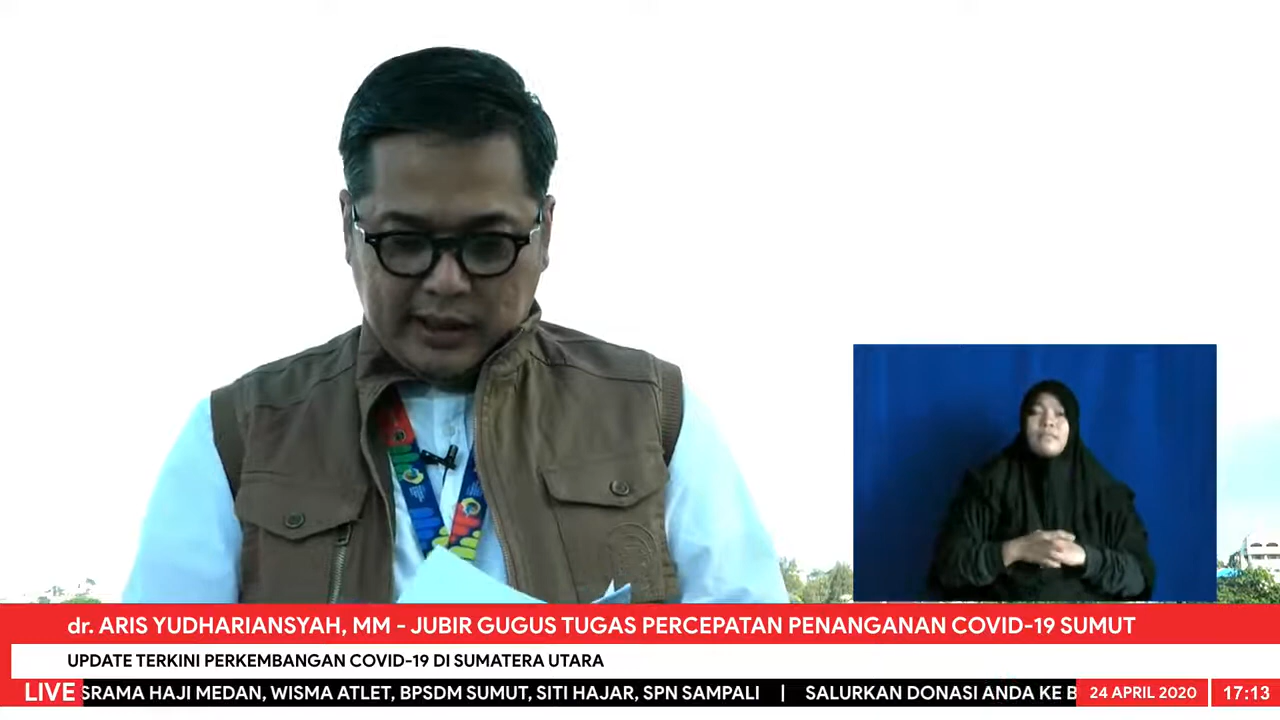 dr. ARIS YUDHARIANSYAH, MM - JUBIR GUGUS TUGAS PERCEPATAN PENANGANAN COVID-19 SUMUT
UPDATE TERKINI PERKEMBANGAN COVID-19 DI SUMATERA UTARA
LIVE SRAMA HAJI MEDAN, WISMA ATLET, BPSDM SUMUT, SITI HAJAR, SPN SAMPALI | SALURKAN DONASI ANDA KE B 24 APRIL 2020 17:13